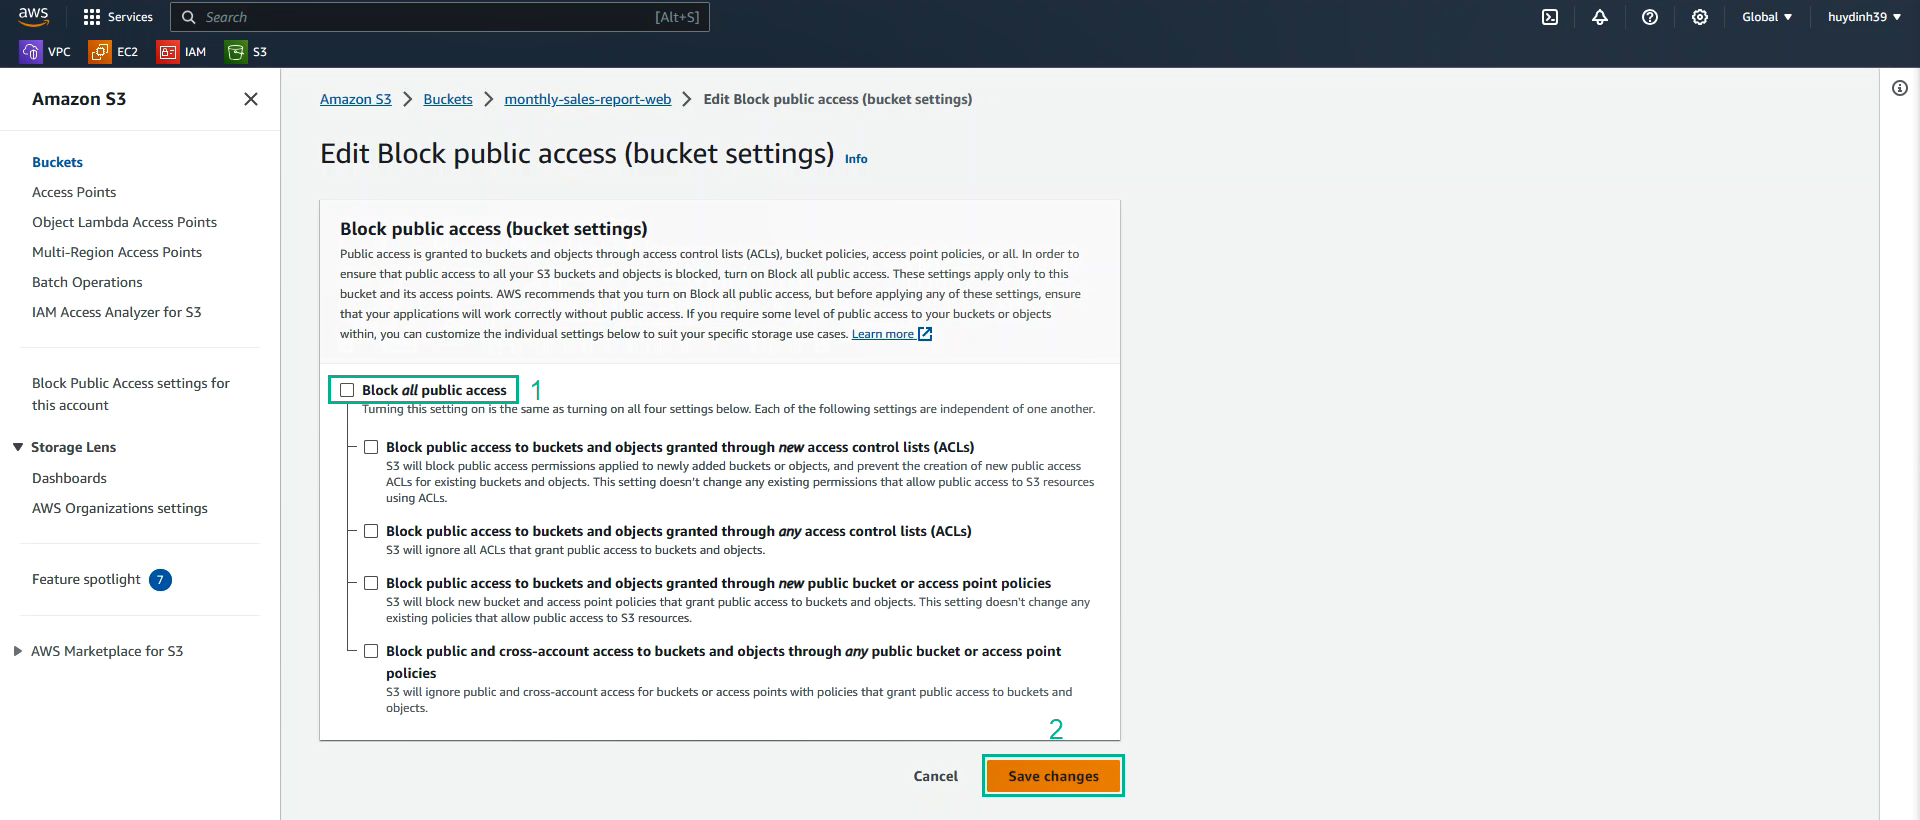 aws
Services
Search
[Alt+S]
Global
huydinh39
VPC
EC2
IAM
S3
Amazon S3
Buckets
Access Points
Object Lambda Access Points
Multi-Region Access Points
Batch Operations
IAM Access Analyzer for S3
Block Public Access settings for
this account
Storage Lens
Dashboards
AWS Organizations settings
Feature spotlight 7
AWS Marketplace for S3
Amazon S3 > Buckets > monthly-sales-report-web > Edit Block public access (bucket settings)
Edit Block public access (bucket settings) Info
Block public access (bucket settings)
Public access is granted to buckets and objects through access control lists (ACLs), bucket policies, access point policies, or all. In order to
ensure that public access to all your S3 buckets and objects is blocked, turn on Block all public access. These settings apply only to this
bucket and its access points. AWS recommends that you turn on Block all public access, but before applying any of these settings, ensure
that your applications will work correctly without public access. If you require some level of public access to your buckets or objects
within, you can customize the individual settings below to suit your specific storage use cases. Learn more
Block all public access 1
Turning this setting on is the same as turning on all four settings below. Each of the following settings are independent of one another.
Block public access to buckets and objects granted through new access control lists (ACLs)
S3 will block public access permissions applied to newly added buckets or objects, and prevent the creation of new public access
ACLs for existing buckets and objects. This setting doesn't change any existing permissions that allow public access to S3 resources
using ACLs.
Block public access to buckets and objects granted through any access control lists (ACLs)
S3 will ignore all ACLs that grant public access to buckets and objects.
Block public access to buckets and objects granted through new public bucket or access point policies
S3 will block new bucket and access point policies that grant public access to buckets and objects. This setting doesn't change any
existing policies that allow public access to S3 resources.
Block public and cross-account access to buckets and objects through any public bucket or access point
policies
S3 will ignore public and cross-account access for buckets or access points with policies that grant public access to buckets and
objects.
2
Cancel
Save changes